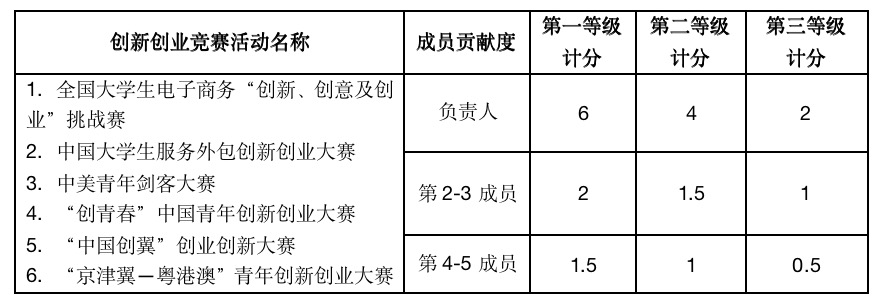 创新创业竞赛活动名称 成员贡献度 第一等级计分 第二等级计分 第三等级计分
1. 全国大学生电子商务“创新、创意及创
业”挑战赛
2. 中国大学生服务外包创新创业大赛
3. 中美青年剑客大赛
4. “创青春”中国青年创新创业大赛
5. “中国创翼”创业创新大赛
6. “京津翼—粤港澳”青年创新创业大赛
负责人 6 4 2
第 2-3 成员 2 1.5 1
第 4-5 成员 1.5 1 0.5